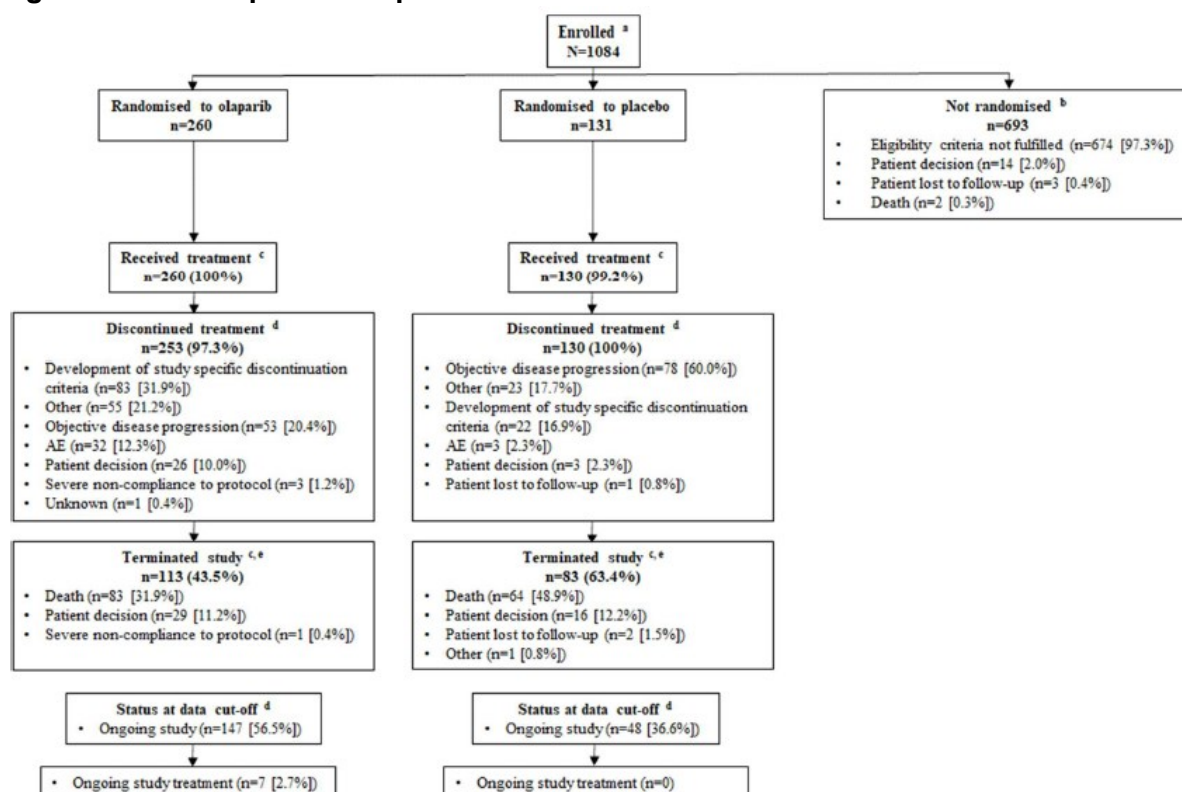 Enrolled a
N=1084
Randomised to olaparib
n=260
Randomised to placebo
n=131
Not randomised b
n=693
• Eligibility criteria not fulfilled (n=674 [97.3%])
• Patient decision (n=14 [2.0%])
• Patient lost to follow-up (n=3 [0.4%])
• Death (n=2 [0.3%])
Received treatment c
n=260 (100%)
Received treatment c
n=130 (99.2%)
Discontinued treatment d
n=253 (97.3%)
• Development of study specific discontinuation
criteria (n=83 [31.9%])
• Other (n=55 [21.2%])
• Objective disease progression (n=53 [20.4%])
• AE (n=32 [12.3%])
• Patient decision (n=26 [10.0%])
• Severe non-compliance to protocol (n=3 [1.2%])
• Unknown (n=1 [0.4%])
Discontinued treatment d
n=130 (100%)
• Objective disease progression (n=78 [60.0%])
• Other (n=23 [17.7%])
• Development of study specific discontinuation
criteria (n=22 [16.9%])
• AE (n=3 [2.3%])
• Patient decision (n=3 [2.3%])
• Patient lost to follow-up (n=1 [0.8%])
Terminated study c, e
n=113 (43.5%)
• Death (n=83 [31.9%])
• Patient decision (n=29 [11.2%])
• Severe non-compliance to protocol (n=1 [0.4%])
Terminated study c, e
n=83 (63.4%)
• Death (n=64 [48.9%])
• Patient decision (n=16 [12.2%])
• Patient lost to follow-up (n=2 [1.5%])
• Other (n=1 [0.8%])
Status at data cut-off d
• Ongoing study (n=147 [56.5%])
Status at data cut-off d
• Ongoing study (n=48 [36.6%])
• Ongoing study treatment (n=7 [2.7%])
• Ongoing study treatment (n=0)